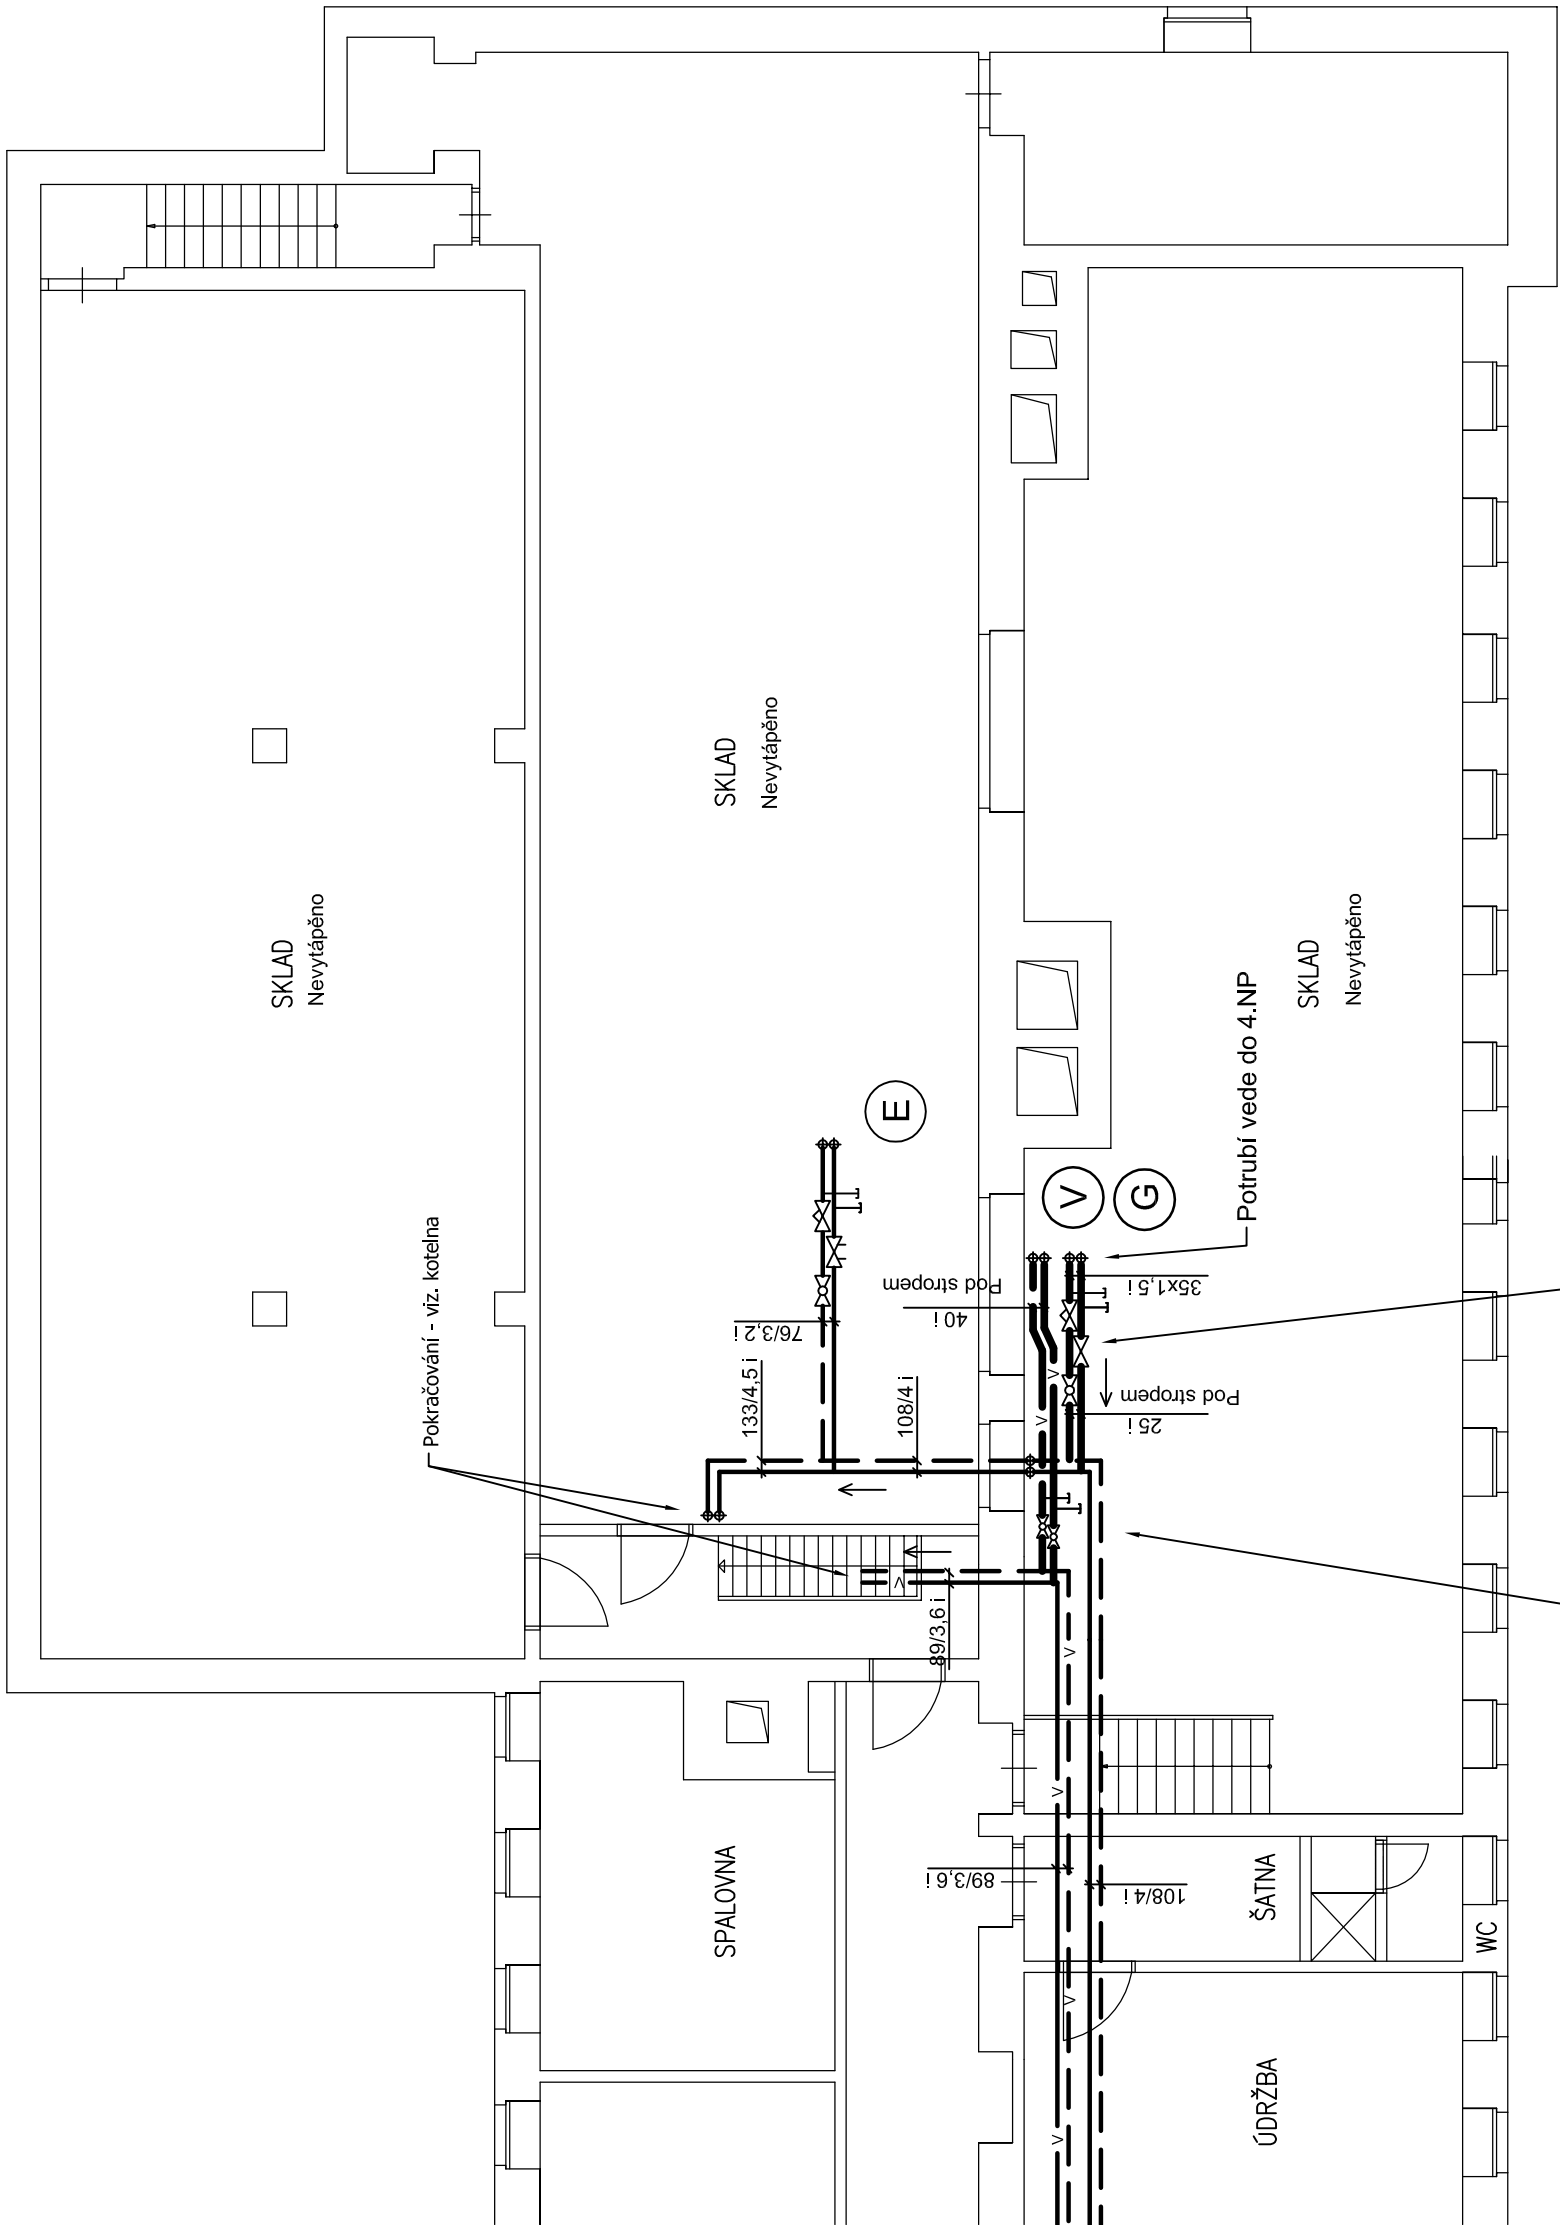 SKLAD
Nevytápěno
SKLAD
Nevytápěno
SKLAD
Nevytápěno
Pokračování - viz. kotelna
E
V
G
Potrubí vede do 4.NP
76/3,2 i
Pod stropem
40 i
35x1,5 i
133/4,5 i
108/4 i
Pod stropem
25 i
V
V
V
89/3,6 i
V
V
SPALOVNA
89/3,6 i
108/4 i
ŠATNA
WC
V
V
ÚDRŽBA